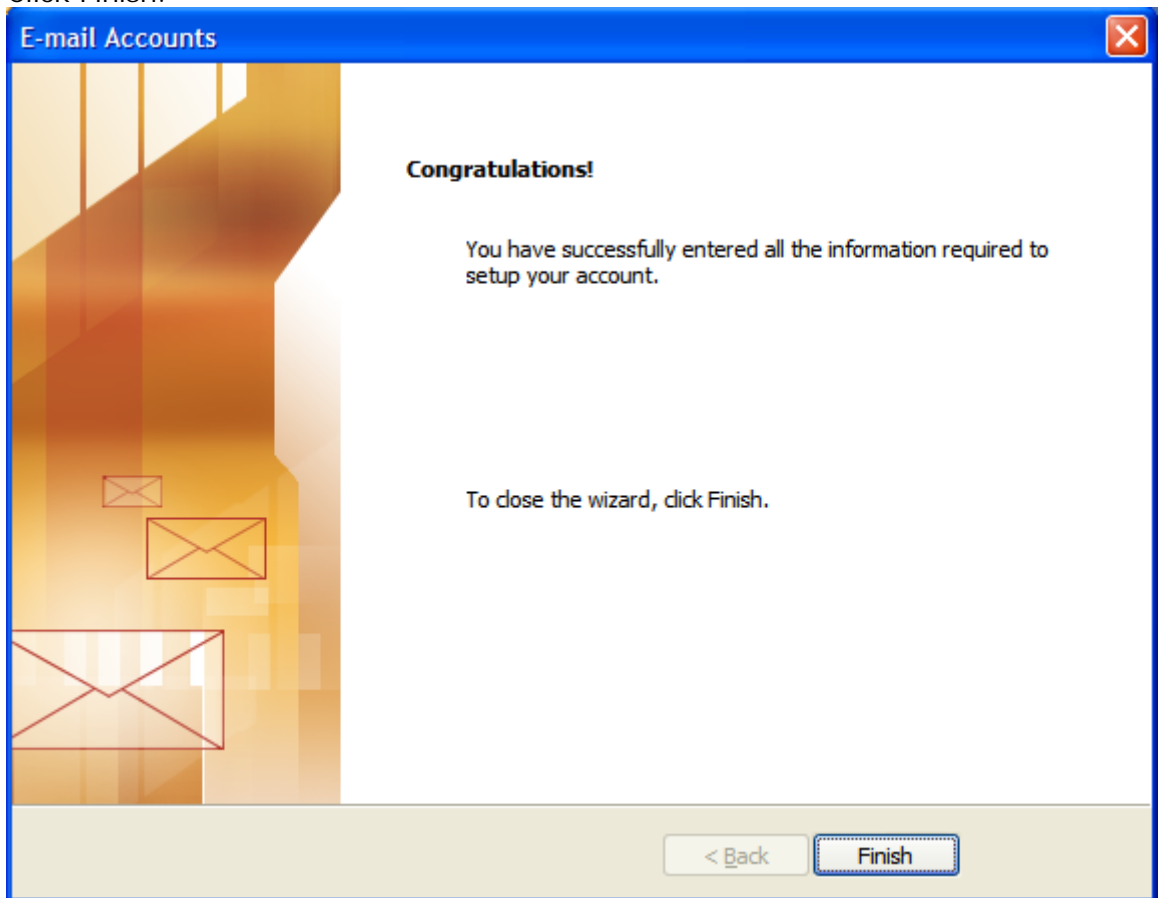 E-mail Accounts
Congratulations!
You have successfully entered all the information required to
setup your account.
To close the wizard, click Finish.
< Back
Finish